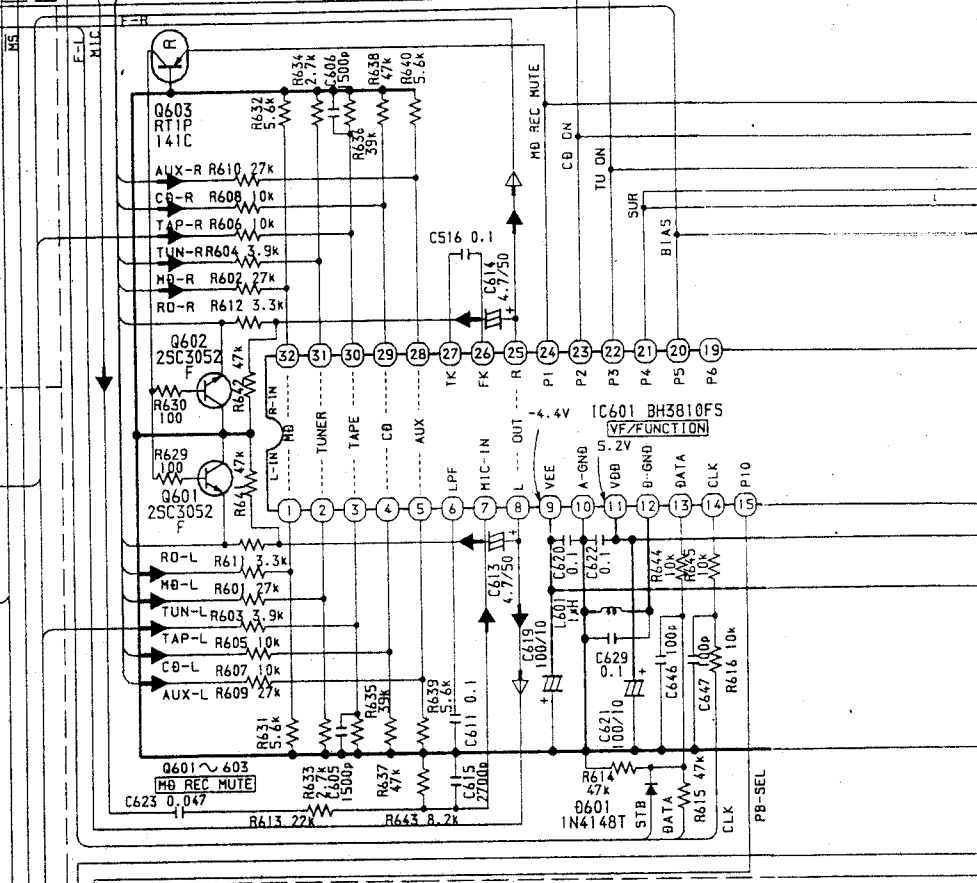 MS
F-L
MIC
F-R
R
Q603
RT1P
141C
R632
5.6k
R634
2.7k
C606
1500p
R636
39k
R638
47k
R640
5.6k
MD REC MUTE
CD ON
TU ON
SUR
BIAS
AUX-R R610 27k
CD-R R608 10k
TAP-R R606 10k
TUN-R R604 3.9k
MD-R R602 27k
RO-R R612 3.3k
C516 0.1
C614
4.7/50
+
Q602
2SC3052
F
R642 47k
R630
100
R629
100
Q601
2SC3052
F
R641 47k
32 31 30 29 28 27 26 25 24 23 22 21 20 19
TK FK R P1 P2 P3 P4 P5 P6
R-IN
L-IN
MD
TUNER
TAPE
CD
AUX
LPF
MIC-IN
L OUT
-4.4V
VEE
A-GND
5.2V
VDD
D-GND
DATA
CLK
P10
IC601 BH3810FS
VF/FUNCTION
1 2 3 4 5 6 7 8 9 10 11 12 13 14 15
RO-L R611 3.3k
MD-L R601 27k
TUN-L R603 3.9k
TAP-L R605 10k
CD-L R607 10k
AUX-L R609 27k
C613
4.7/50
+
C620
0.1
C622
0.1
R644
10k
R645
10k
L601
1μH
C619
100/10
+
C629
0.1
C621
100/10
+
C646 100p
C647 100p
R616 10k
R631
5.6k
R633
2.7k
C605
1500p
R635
39k
R637
47k
R639
5.6k
C611 0.1
C615
2700p
Q601～603
MD REC MUTE
C623 0.047
R613 22k
R643 8.2k
R614
47k
D601
1N4148T
STB
DATA
R615 47k
CLK
PB-SEL